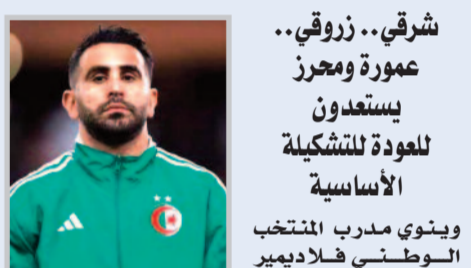 شرقي.. زروقي..
عمورة ومحرز
يستعدون
للعودة للتشكيلة
الأساسية
وينوي مدرب المنتخب
الوطني فلاديمير